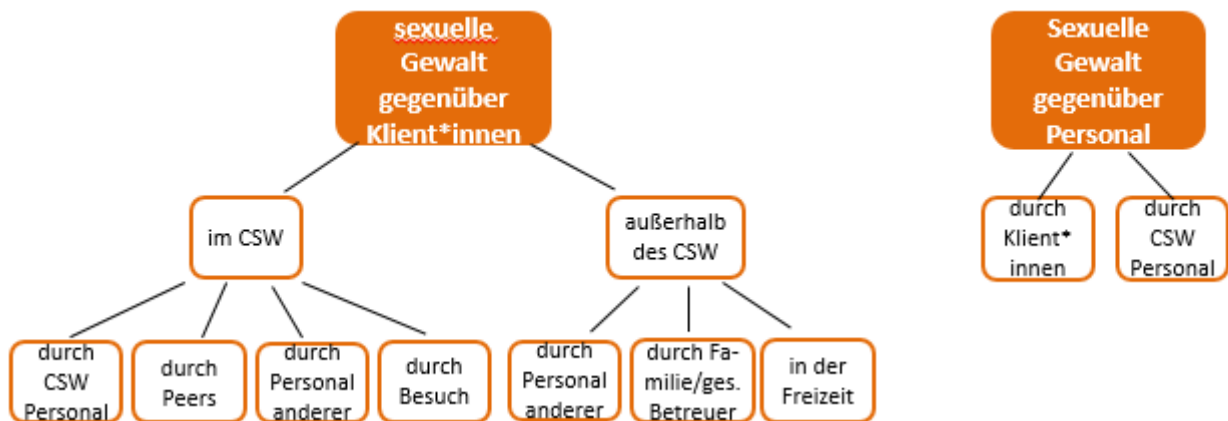 sexuelle
Gewalt
gegenüber
Klient*innen
Sexuelle
Gewalt
gegenüber
Personal
im CSW
außerhalb
des CSW
durch
Klient*
innen
durch
CSW
Personal
durch
CSW
Personal
durch
Peers
durch
Personal
anderer
durch
Besuch
durch
Personal
anderer
durch Fa-
milie/ges.
Betreuer
in der
Freizeit